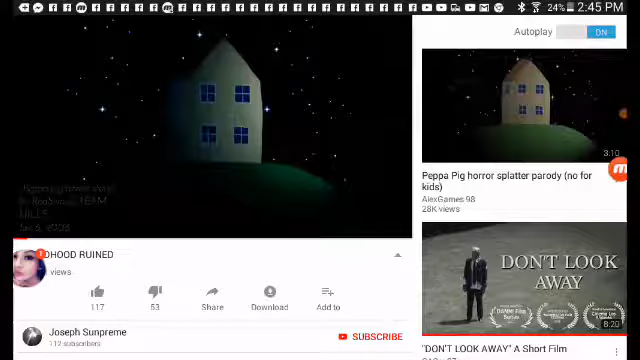 24% 2:45 PM
Autoplay ON
3:10
Peppa Pig horror splatter parody (no for
kids)
AlexGames 98
28K views
TEAM
DHOOD RUINED
views
117
53
Share
Download
Add to
Joseph Sunpreme
112 subscribers
SUBSCRIBE
DON'T LOOK
AWAY
8:20
"DON'T LOOK AWAY" A Short Film